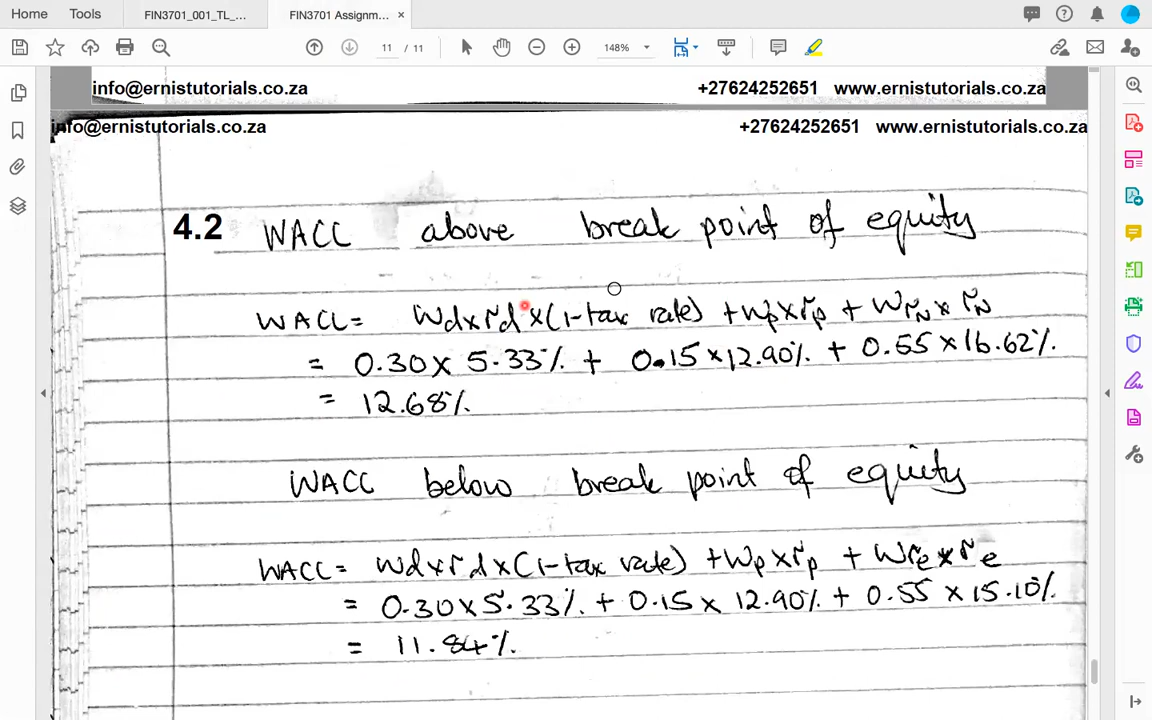 Home Tools FIN3701_001_TL_... FIN3701 Assignm... ×
11 / 11 148%
info@ernistutorials.co.za +27624252651 www.ernistutorials.co.za
info@ernistutorials.co.za +27624252651 www.ernistutorials.co.za
4.2 WACC above break point of equity
WACC = Wd x rd x (1-tax rate) + Wp x rp + WrN x rN
= 0.30 x 5.33% + 0.15 x 12.90% + 0.55 x 16.62%.
= 12.68%
WACC below break point of equity
WACC = Wd x rd x (1-tax rate) + Wp x rp + Wre x re
= 0.30 x 5.33% + 0.15 x 12.90% + 0.55 x 15.10%.
= 11.84%.